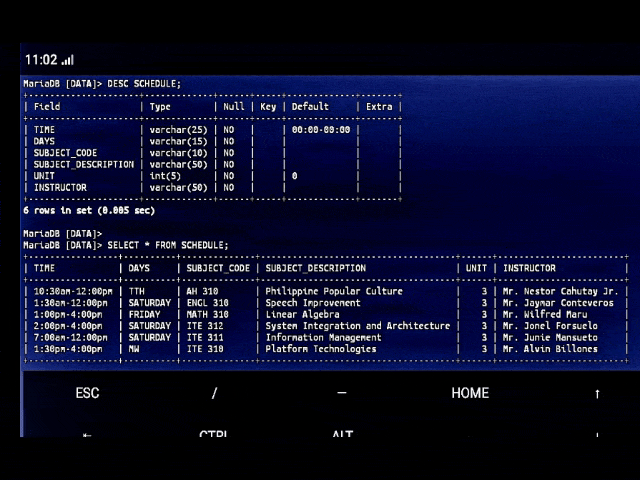 11:02
MariaDB [DATA]> DESC SCHEDULE;
+---------------------+-------------+------+-----+-------------+-------+
| Field | Type | Null | Key | Default | Extra |
+---------------------+-------------+------+-----+-------------+-------+
| TIME | varchar(25) | NO | | 00:00-00:00 | |
| DAYS | varchar(15) | NO | | | |
| SUBJECT_CODE | varchar(10) | NO | | | |
| SUBJECT_DESCRIPTION | varchar(50) | NO | | | |
| UNIT | int(5) | NO | | 0 | |
| INSTRUCTOR | varchar(50) | NO | | | |
+---------------------+-------------+------+-----+-------------+-------+
6 rows in set (0.005 sec)
MariaDB [DATA]>
MariaDB [DATA]> SELECT * FROM SCHEDULE;
| TIME | DAYS | SUBJECT_CODE | SUBJECT_DESCRIPTION | UNIT | INSTRUCTOR |
| 10:30am-12:00pm | TTH | AH 310 | Philippine Popular Culture | 3 | Mr. Nestor Cahutay Jr. |
| 1:30am-12:00pm | SATURDAY | ENGL 310 | Speech Improvement | 3 | Mr. Jaymar Conteveros |
| 1:00pm-4:00pm | FRIDAY | MATH 310 | Linear Algebra | 3 | Mr. Wilfred Maru |
| 2:00pm-4:00pm | SATURDAY | ITE 312 | System Integration and Architecture | 3 | Mr. Jonel Forsuelo |
| 7:00am-12:00pm | SATURDAY | ITE 311 | Information Management | 3 | Mr. Junie Mansueto |
| 1:30pm-4:00pm | MW | ITE 310 | Platform Technologies | 3 | Mr. Alvin Billones |
ESC / — HOME ↑
CTRL ALT